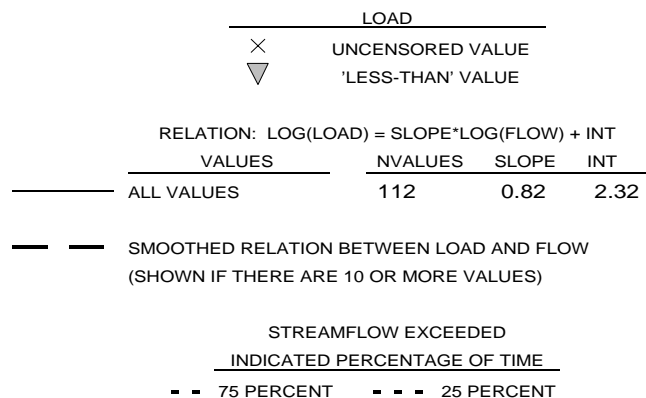 LOAD
UNCENSORED VALUE
'LESS-THAN' VALUE
RELATION: LOG(LOAD) = SLOPE*LOG(FLOW) + INT
VALUES NVALUES SLOPE INT
ALL VALUES 112 0.82 2.32
SMOOTHED RELATION BETWEEN LOAD AND FLOW
(SHOWN IF THERE ARE 10 OR MORE VALUES)
STREAMFLOW EXCEEDED
INDICATED PERCENTAGE OF TIME
75 PERCENT 25 PERCENT